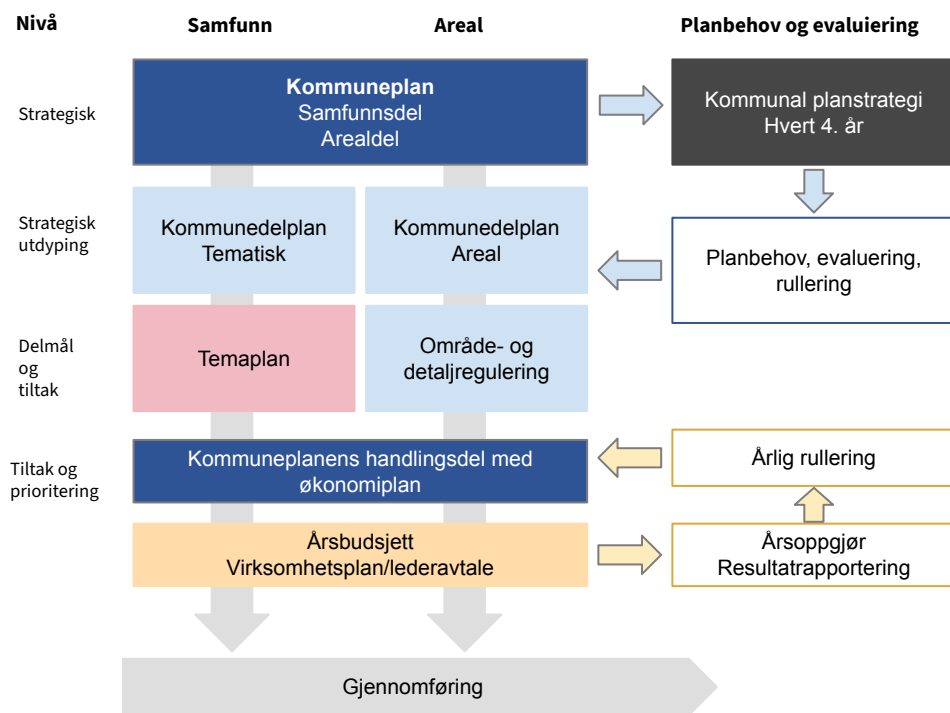 Nivå
Samfunn
Areal
Planbehov og evaluiering
Strategisk
Kommuneplan
Samfunnsdel
Arealdel
Kommunal planstrategi
Hvert 4. år
Strategisk
utdyping
Kommunedelplan
Tematisk
Kommunedelplan
Areal
Planbehov, evaluering,
rullering
Delmål
og
tiltak
Temaplan
Område- og
detaljregulering
Tiltak og
prioritering
Kommuneplanens handlingsdel med
økonomiplan
Årlig rullering
Årsbudsjett
Virksomhetsplan/lederavtale
Årsoppgjør
Resultatrapportering
Gjennomføring